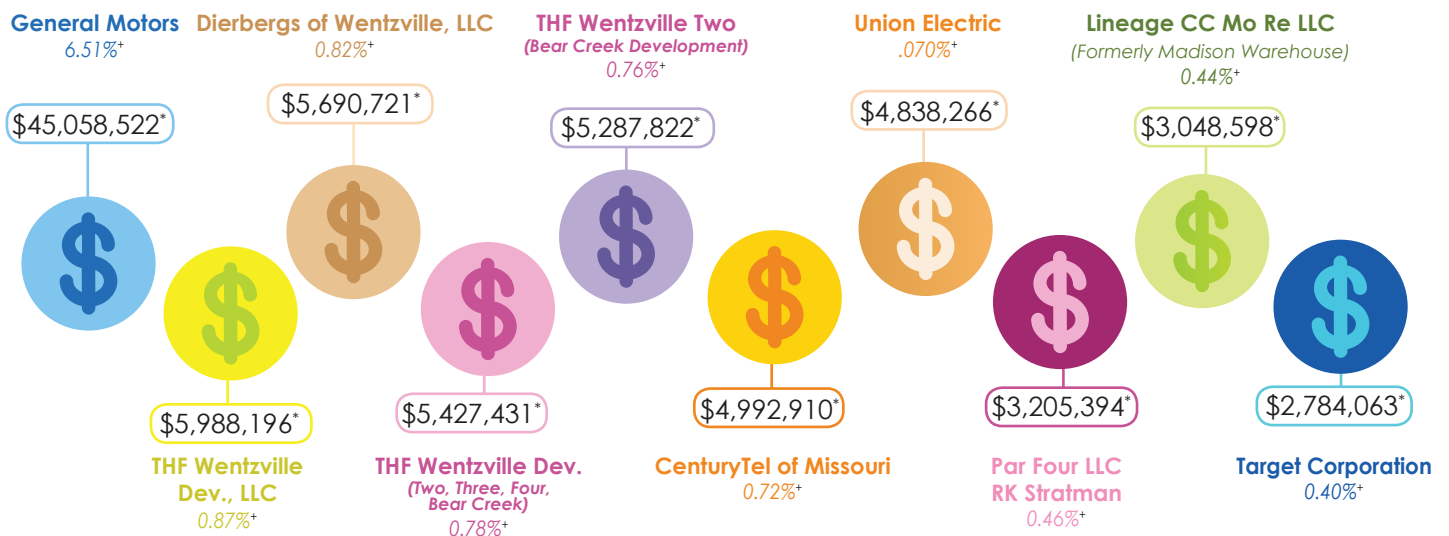 General Motors
6.51%+
$45,058,522*
THF Wentzville
Dev., LLC
0.87%+
$5,988,196*
Dierbergs of Wentzville, LLC
0.82%+
$5,690,721*
THF Wentzville Dev.
(Two, Three, Four,
Bear Creek)
0.78%+
$5,427,431*
THF Wentzville Two
(Bear Creek Development)
0.76%+
$5,287,822*
CenturyTel of Missouri
0.72%+
$4,992,910*
Union Electric
.070%+
$4,838,266*
Par Four LLC
RK Stratman
0.46%+
$3,205,394*
Lineage CC Mo Re LLC
(Formerly Madison Warehouse)
0.44%+
$3,048,598*
Target Corporation
0.40%+
$2,784,063*
$
$
$
$
$
$
$
$
$
$